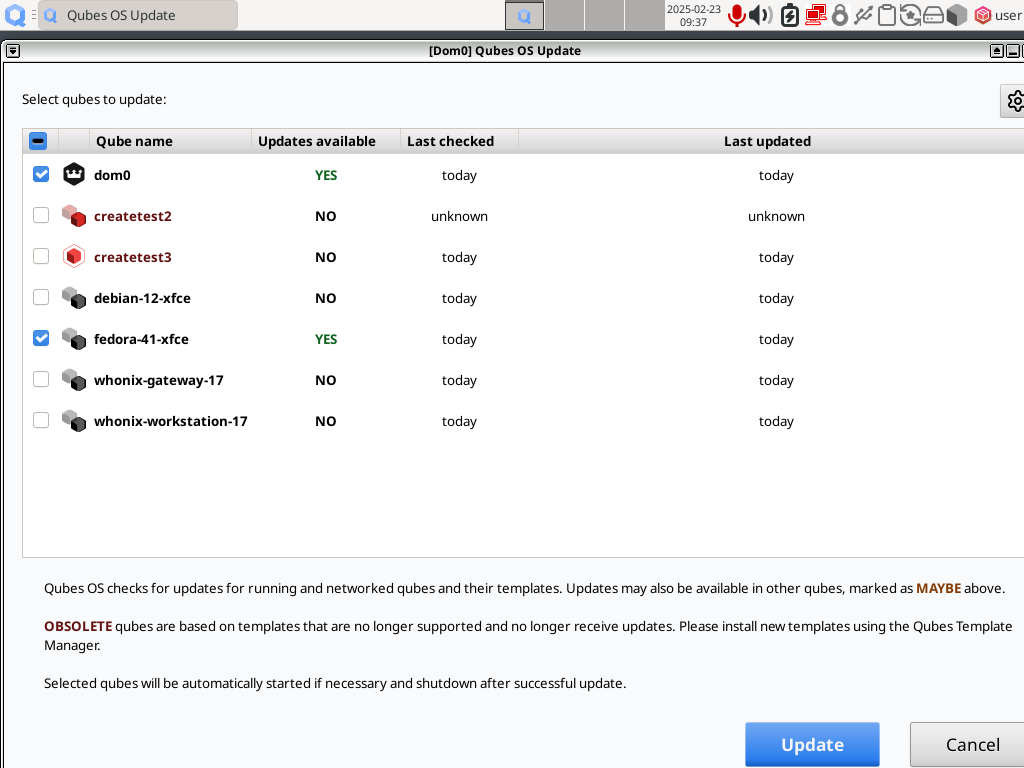 Qubes OS Update
2025-02-23
09:37
user
[Dom0] Qubes OS Update
Select qubes to update:
Qube name Updates available Last checked Last updated
dom0 YES today today
createtest2 NO unknown unknown
createtest3 NO today today
debian-12-xfce NO today today
fedora-41-xfce YES today today
whonix-gateway-17 NO today today
whonix-workstation-17 NO today today
Qubes OS checks for updates for running and networked qubes and their templates. Updates may also be available in other qubes, marked as MAYBE above.
OBSOLETE qubes are based on templates that are no longer supported and no longer receive updates. Please install new templates using the Qubes Template
Manager.
Selected qubes will be automatically started if necessary and shutdown after successful update.
Update Cancel